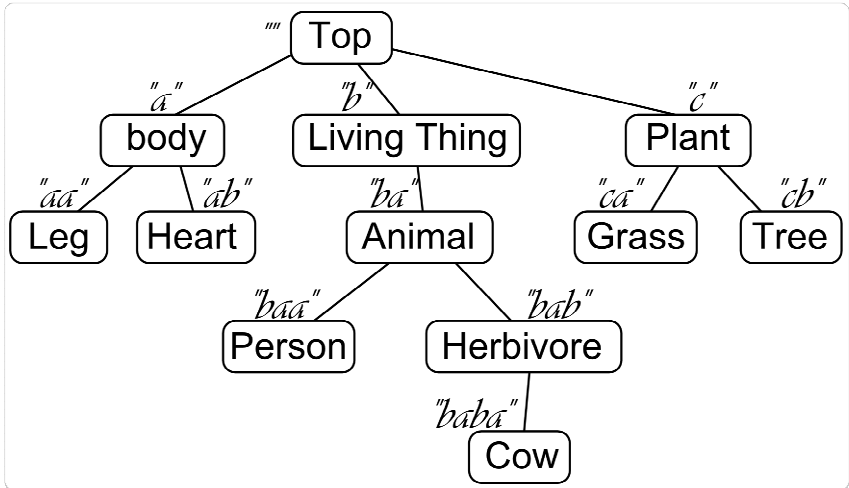 "" Top
"a" "b" "c"
body Living Thing Plant
"aa" "ab" "ba" "ca" "cb"
Leg Heart Animal Grass Tree
"baa" "bab"
Person Herbivore
"baba"
Cow